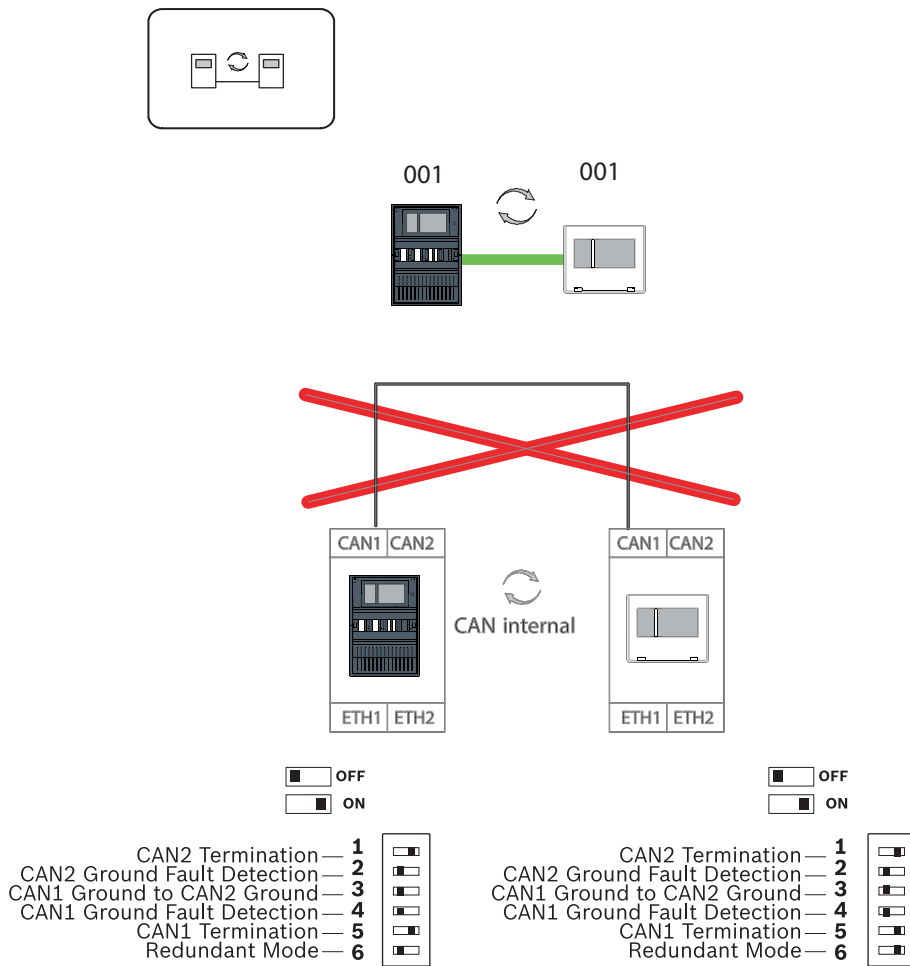 001 001
CAN1 CAN2 CAN1 CAN2
CAN internal
ETH1 ETH2 ETH1 ETH2
OFF
ON
CAN2 Termination 1
CAN2 Ground Fault Detection 2
CAN1 Ground to CAN2 Ground 3
CAN1 Ground Fault Detection 4
CAN1 Termination 5
Redundant Mode 6
OFF
ON
CAN2 Termination 1
CAN2 Ground Fault Detection 2
CAN1 Ground to CAN2 Ground 3
CAN1 Ground Fault Detection 4
CAN1 Termination 5
Redundant Mode 6